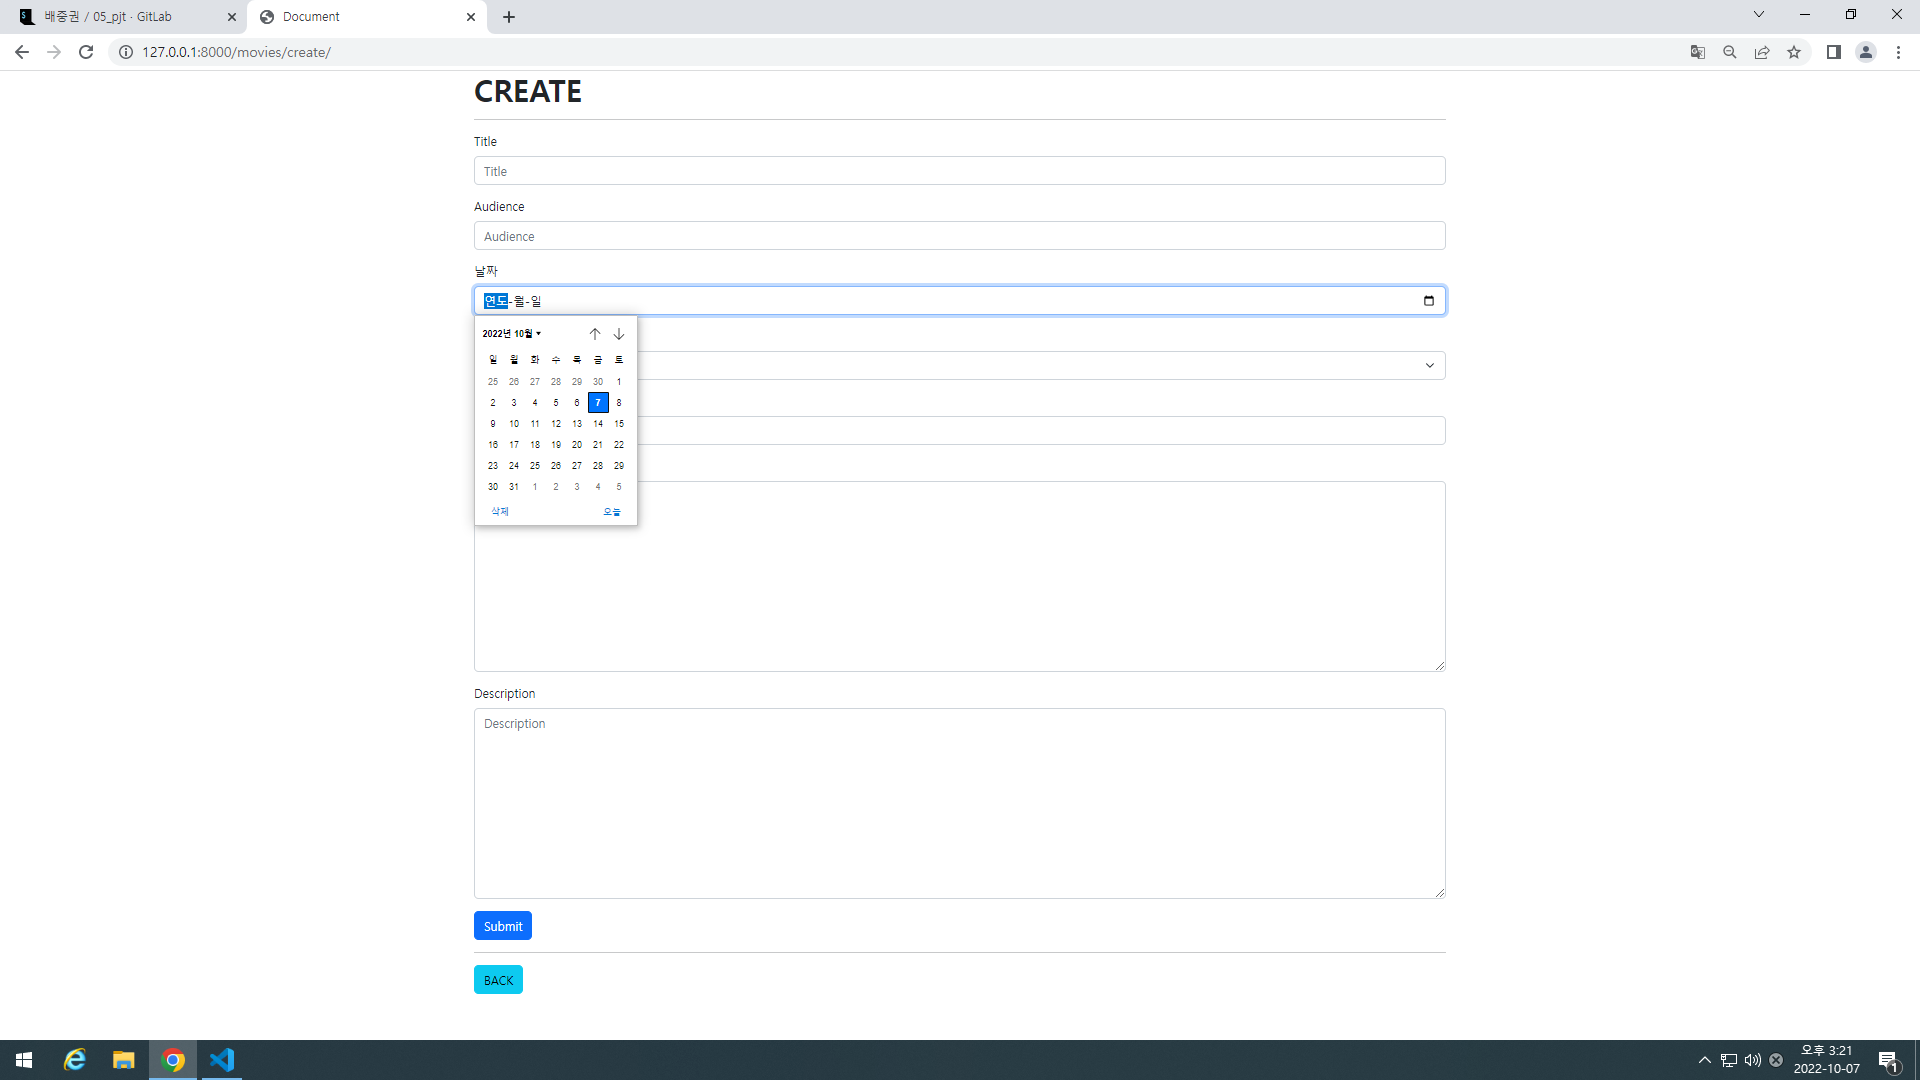 배중권 / 05_pjt · GitLab
Document
127.0.0.1:8000/movies/create/
CREATE
Title
Title
Audience
Audience
날짜
연도-월-일
2022년 10월
일 월 화 수 목 금 토
25 26 27 28 29 30 1
2 3 4 5 6 7 8
9 10 11 12 13 14 15
16 17 18 19 20 21 22
23 24 25 26 27 28 29
30 31 1 2 3 4 5
삭제 오늘
Description
Description
Submit
BACK
오후 3:21
2022-10-07
1